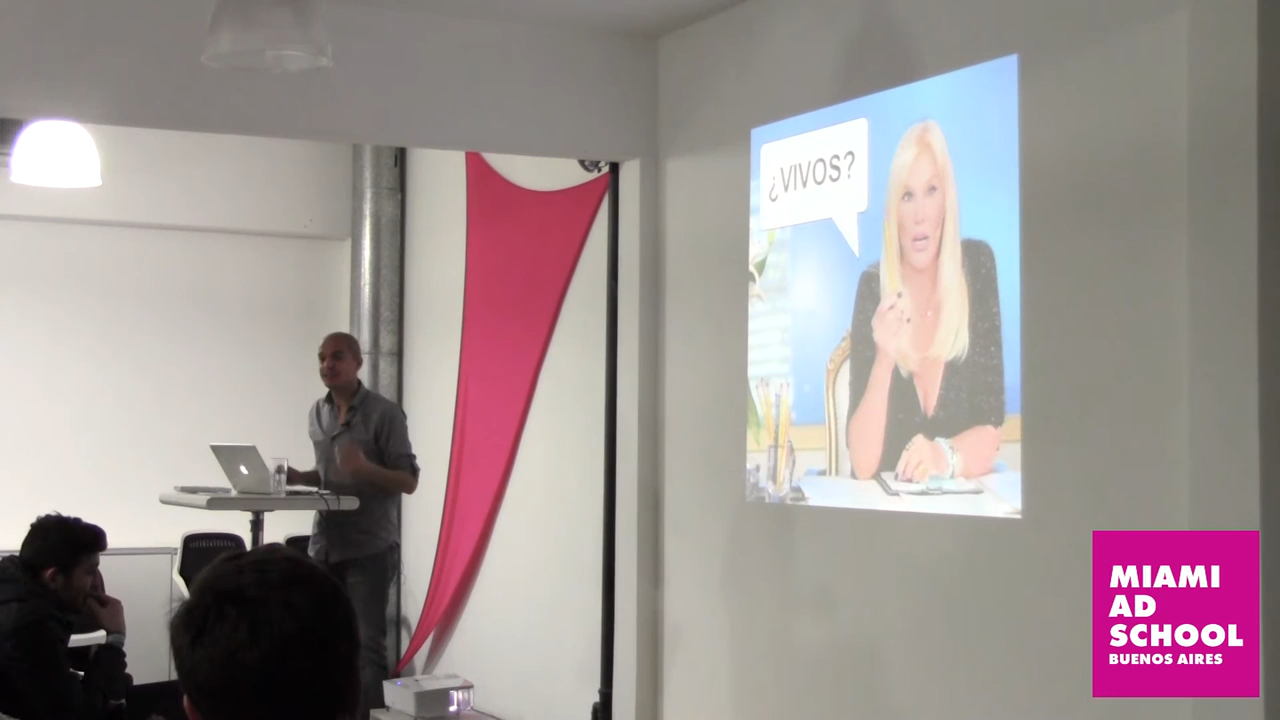 ¿VIVOS?
MIAMI
AD
SCHOOL
BUENOS AIRES